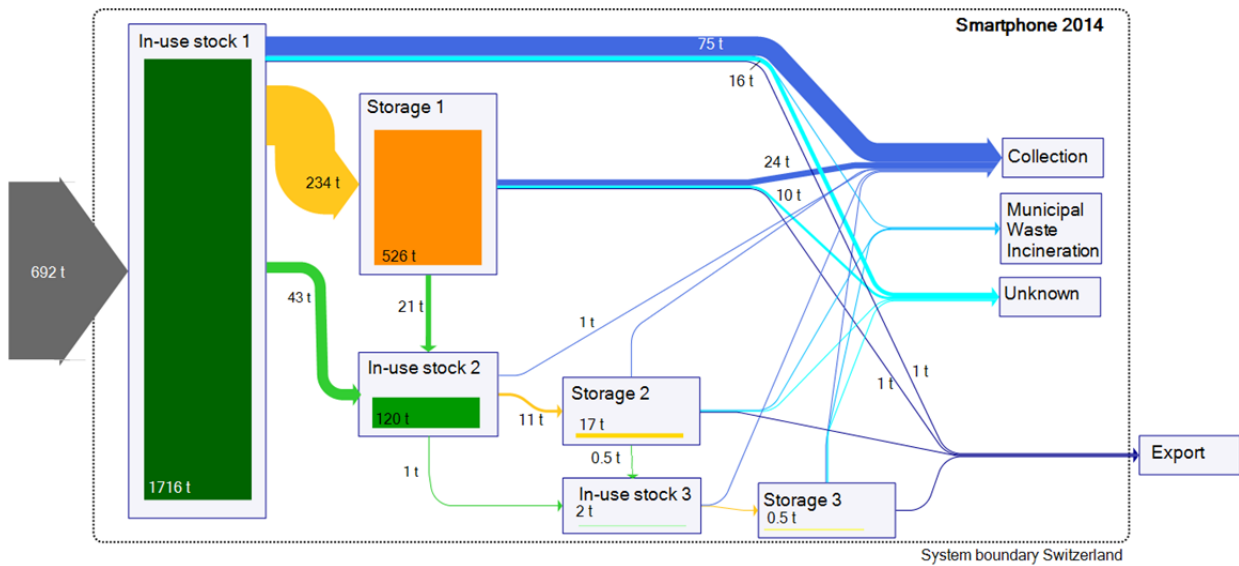 Smartphone 2014
In-use stock 1
75 t
16 t
Storage 1
234 t
24 t
Collection
10 t
Municipal
Waste
Incineration
526 t
692 t
Unknown
43 t
21 t
1 t
In-use stock 2
1 t
1 t
Storage 2
120 t
11 t
17 t
Export
1 t
0.5 t
1716 t
In-use stock 3
2 t
Storage 3
0.5 t
System boundary Switzerland